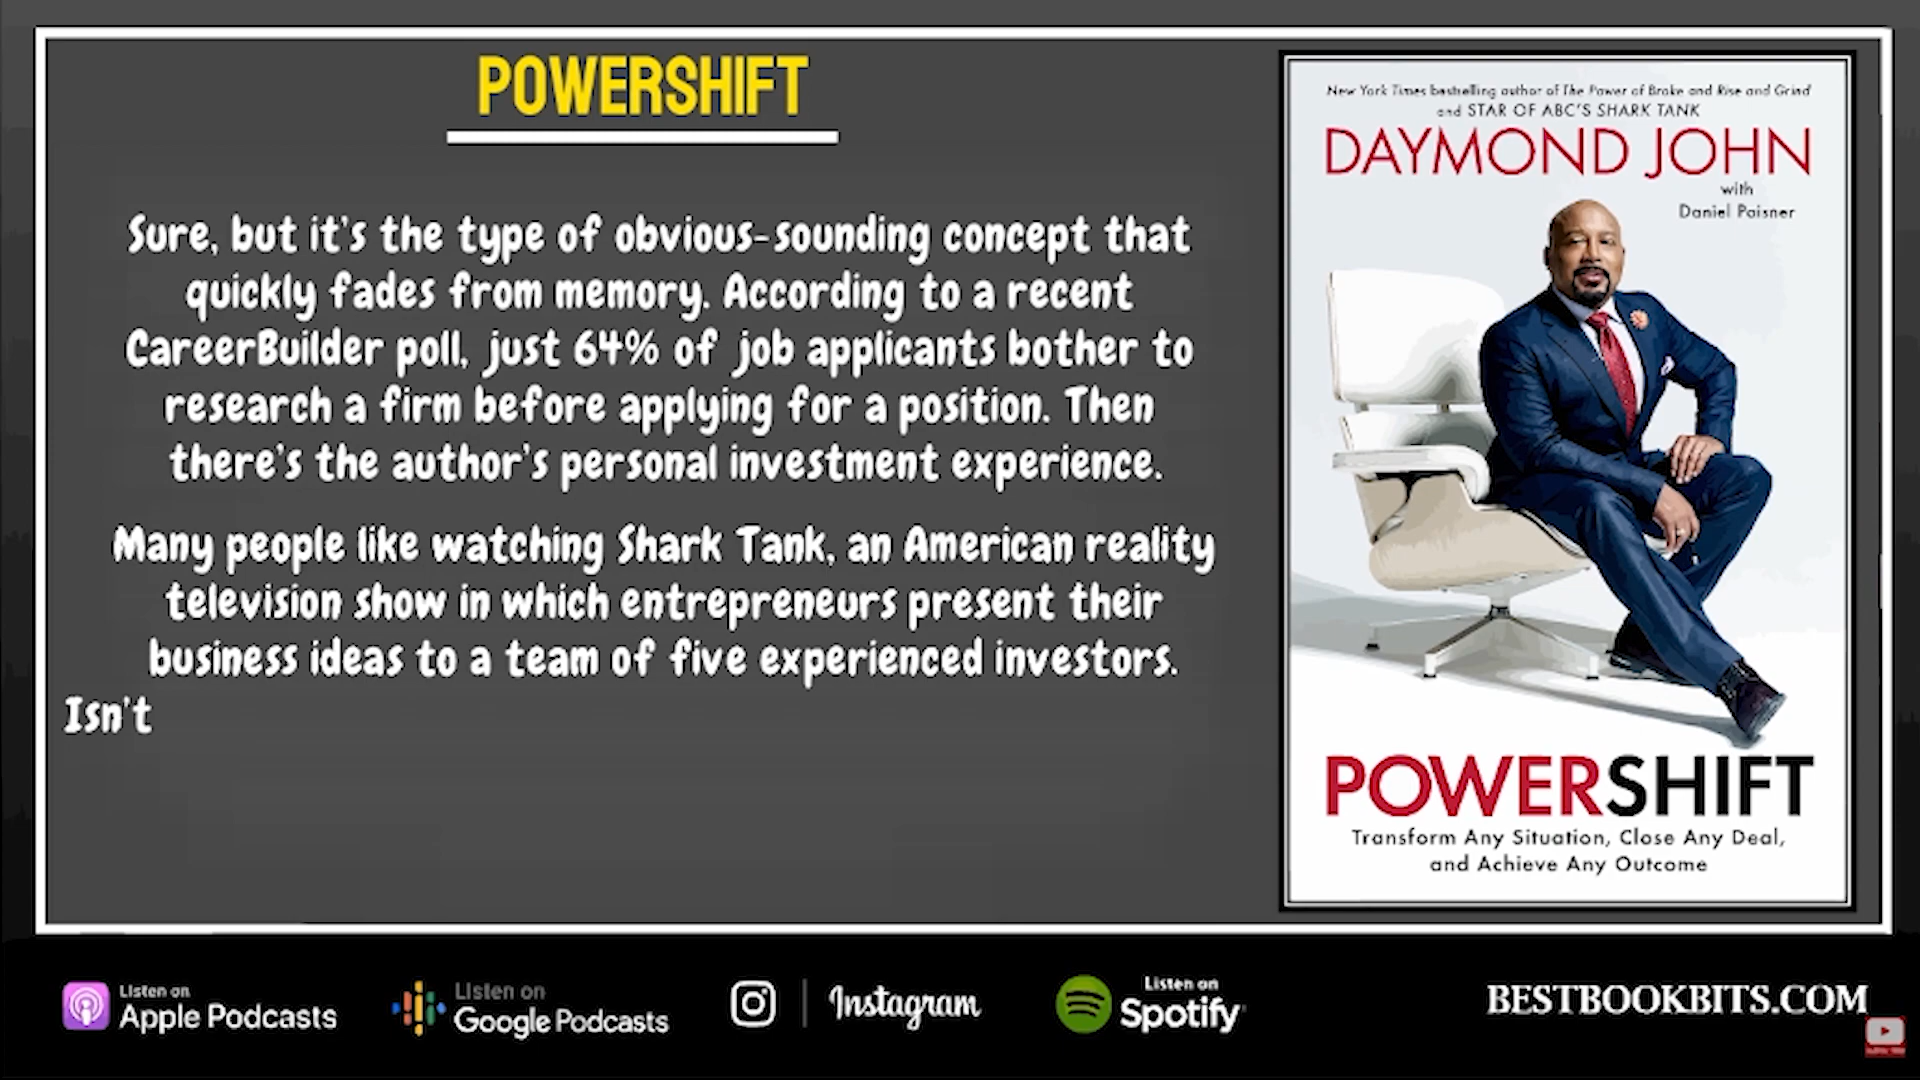 POWERSHIFT
Sure, but it's the type of obvious-sounding concept that
quickly fades from memory. According to a recent
CareerBuilder poll, just 64% of job applicants bother to
research a firm before applying for a position. Then
there's the author's personal investment experience.
Many people like watching Shark Tank, an American reality
television show in which entrepreneurs present their
business ideas to a team of five experienced investors.
Isn't
New York Times bestselling author of The Power of Broke and Rise and Grind
and STAR OF ABC'S SHARK TANK
DAYMOND JOHN
with
Daniel Paisner
POWERSHIFT
Transform Any Situation, Close Any Deal,
and Achieve Any Outcome
Listen on
Apple Podcasts
Listen on
Google Podcasts
Instagram
Listen on
Spotify
BESTBOOKBITS.COM